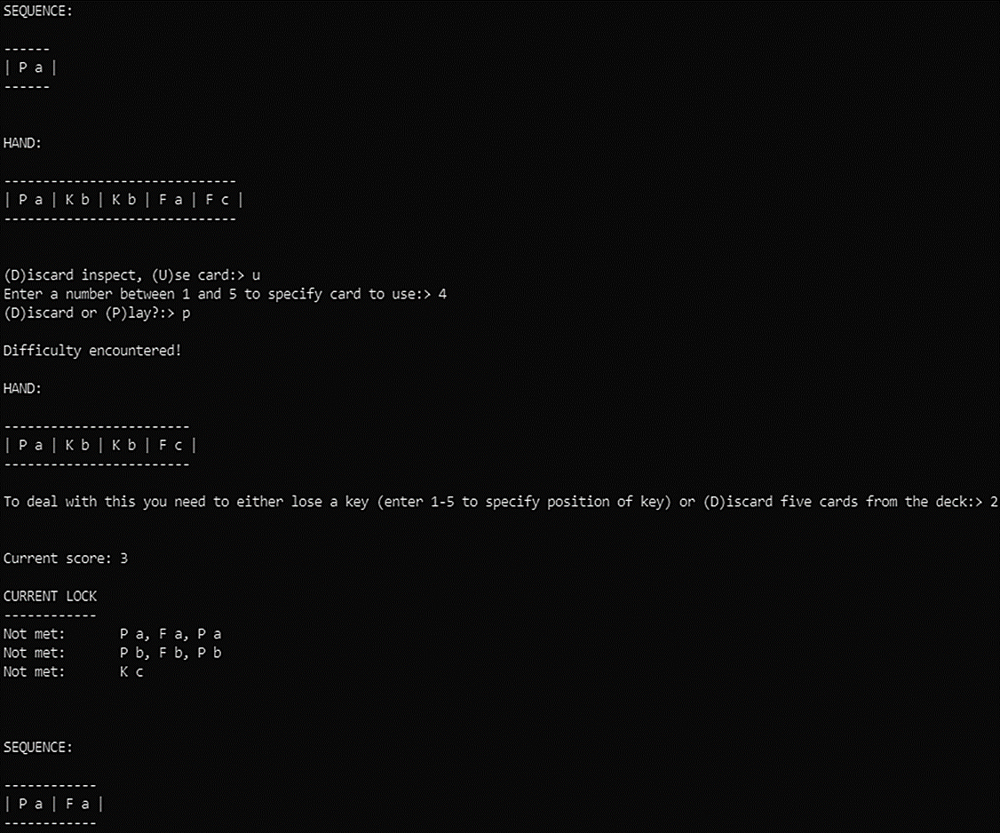 SEQUENCE:
------
| P a |
------
HAND:
------------------------------
| P a | K b | K b | F a | F c |
------------------------------
(D)iscard inspect, (U)se card:> u
Enter a number between 1 and 5 to specify card to use:> 4
(D)iscard or (P)lay?:> p
Difficulty encountered!
HAND:
------------------------
| P a | K b | K b | F c |
------------------------
To deal with this you need to either lose a key (enter 1-5 to specify position of key) or (D)iscard five cards from the deck:> 2
Current score: 3
CURRENT LOCK
------------
Not met:       P a, F a, P a
Not met:       P b, F b, P b
Not met:       K c
SEQUENCE:
------------
| P a | F a |
------------